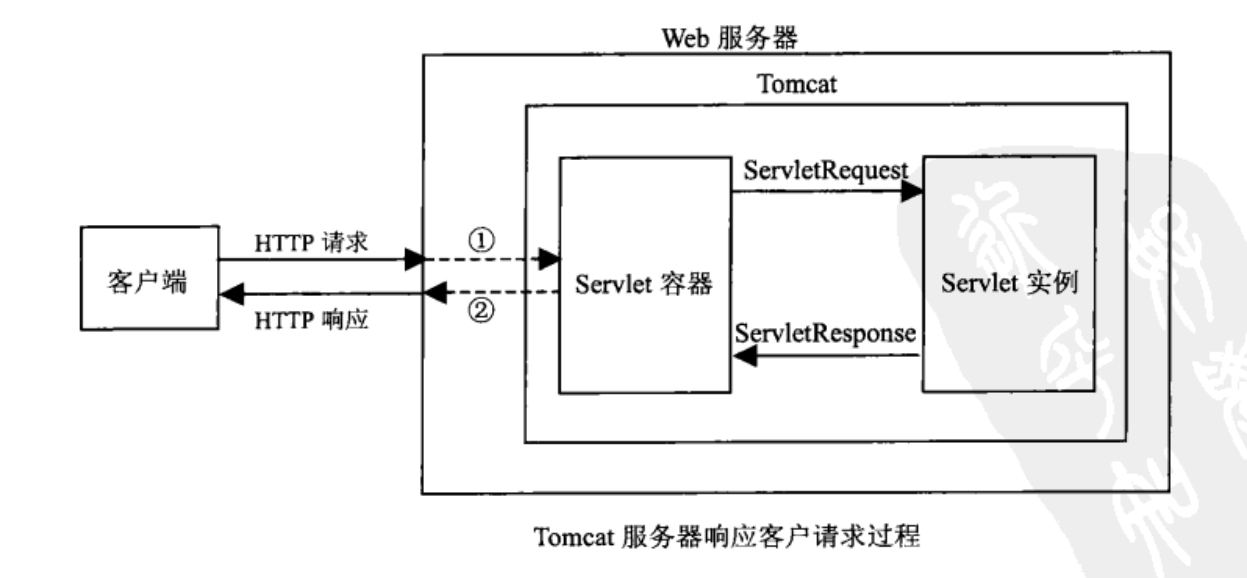 Web 服务器
Tomcat
ServletRequest
HTTP 请求
①
客户端
Servlet 容器
Servlet 实例
②
HTTP 响应
ServletResponse
Tomcat 服务器响应客户请求过程